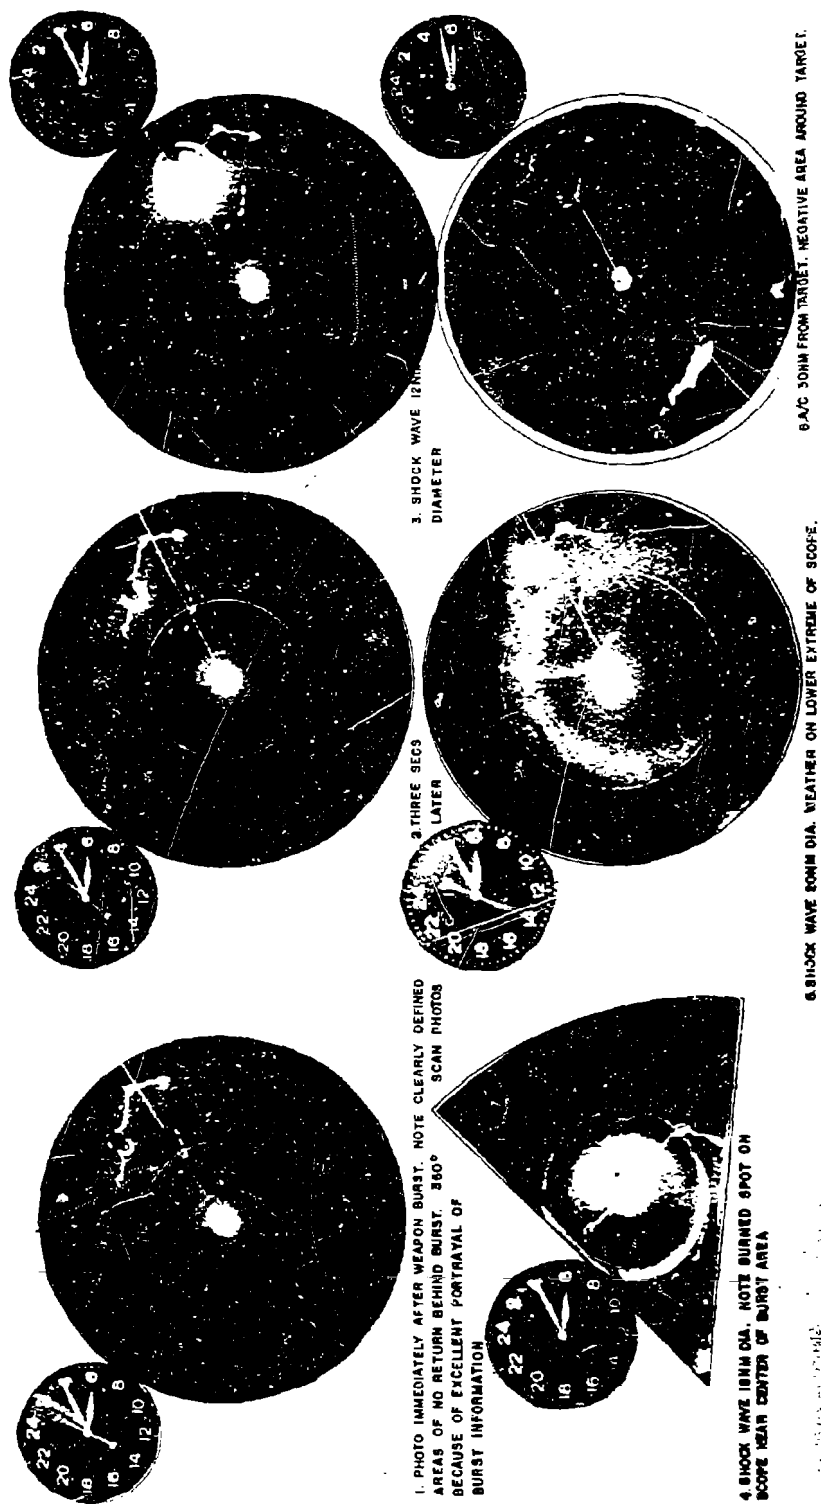 1. PHOTO IMMEDIATELY AFTER WEAPON BURST. NOTE CLEARLY DEFINED
AREAS OF NO RETURN BEHIND BURST. 360° SCAN PHOTOS
BECAUSE OF EXCELLENT PORTRAYAL OF
BURST INFORMATION
2. THREE SECS
LATER
3. SHOCK WAVE 12NM
DIAMETER
4. SHOCK WAVE 18NM DIA. NOTE BURNED SPOT ON
SCOPE NEAR CENTER OF BURST AREA
5. SHOCK WAVE 20NM DIA. WEATHER ON LOWER EXTREME OF SCOPE.
6. A/C 30NM FROM TARGET. NEGATIVE AREA AROUND TARGET.